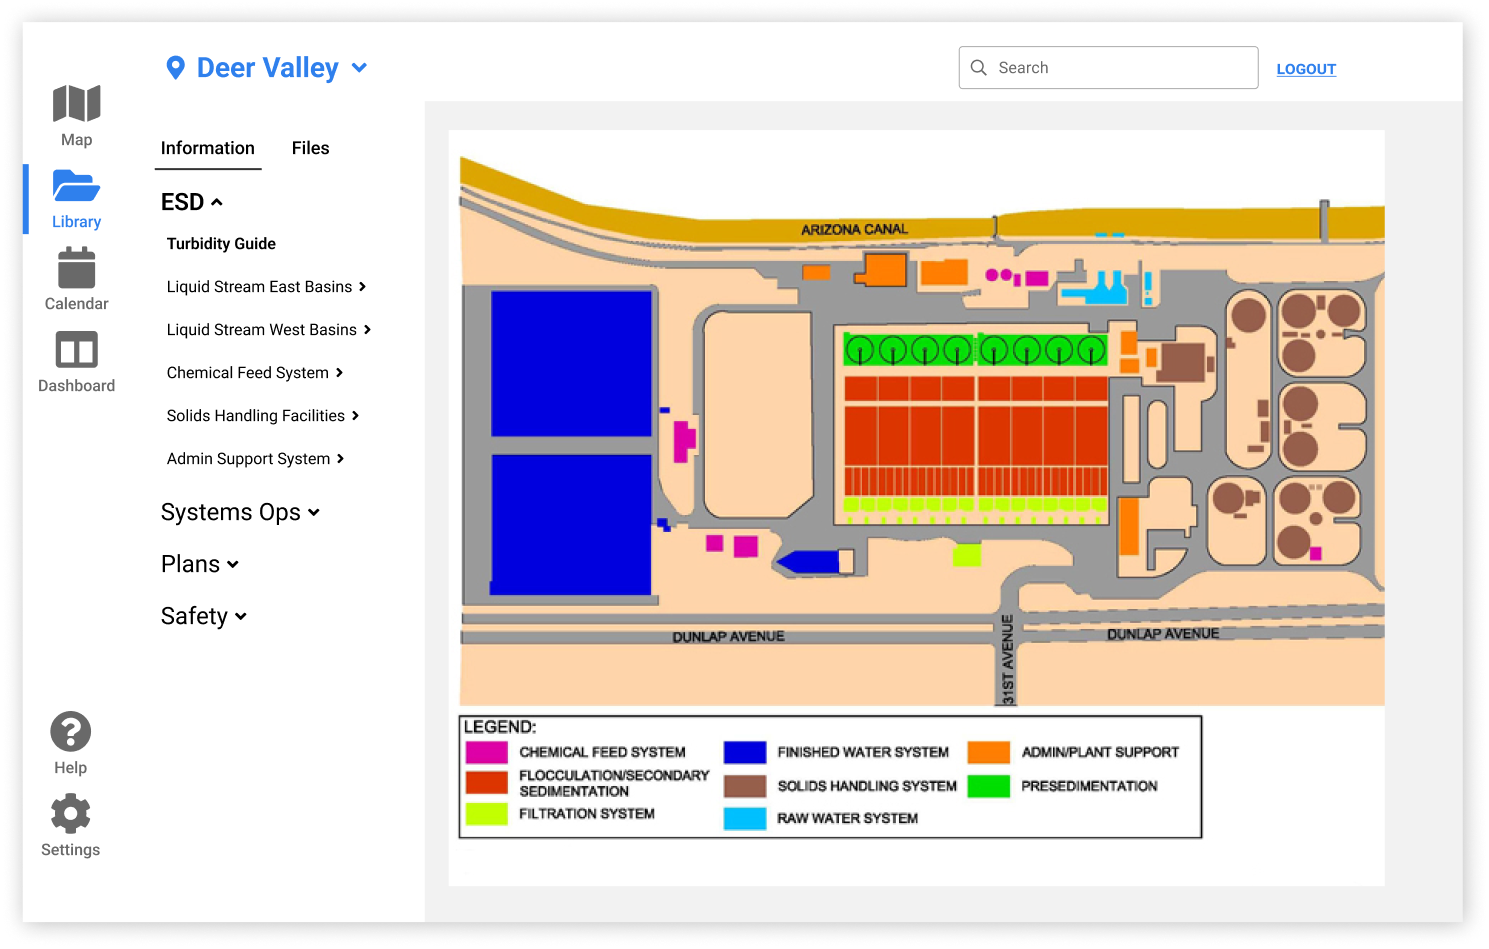 Deer Valley
Search
LOGOUT
Map
Library
Calendar
Dashboard
Help
Settings
Information
Files
ESD
Turbidity Guide
Liquid Stream East Basins
Liquid Stream West Basins
Chemical Feed System
Solids Handling Facilities
Admin Support System
Systems Ops
Plans
Safety
ARIZONA CANAL
DUNLAP AVENUE
DUNLAP AVENUE
31ST AVENUE
LEGEND:
CHEMICAL FEED SYSTEM
FLOCCULATION/SECONDARY
SEDIMENTATION
FILTRATION SYSTEM
FINISHED WATER SYSTEM
SOLIDS HANDLING SYSTEM
RAW WATER SYSTEM
ADMIN/PLANT SUPPORT
PRESEDIMENTATION